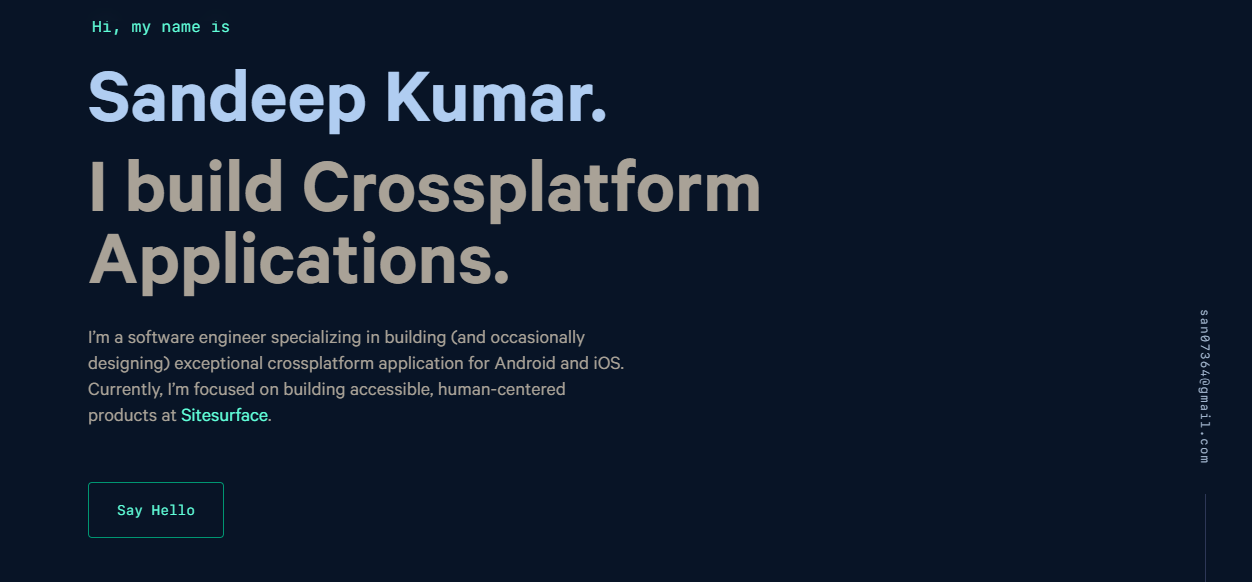 Hi, my name is
Sandeep Kumar.
I build Crossplatform
Applications.
I'm a software engineer specializing in building (and occasionally
designing) exceptional crossplatform application for Android and iOS.
Currently, I'm focused on building accessible, human-centered
products at Sitesurface.
Say Hello
san07364@gmail.com